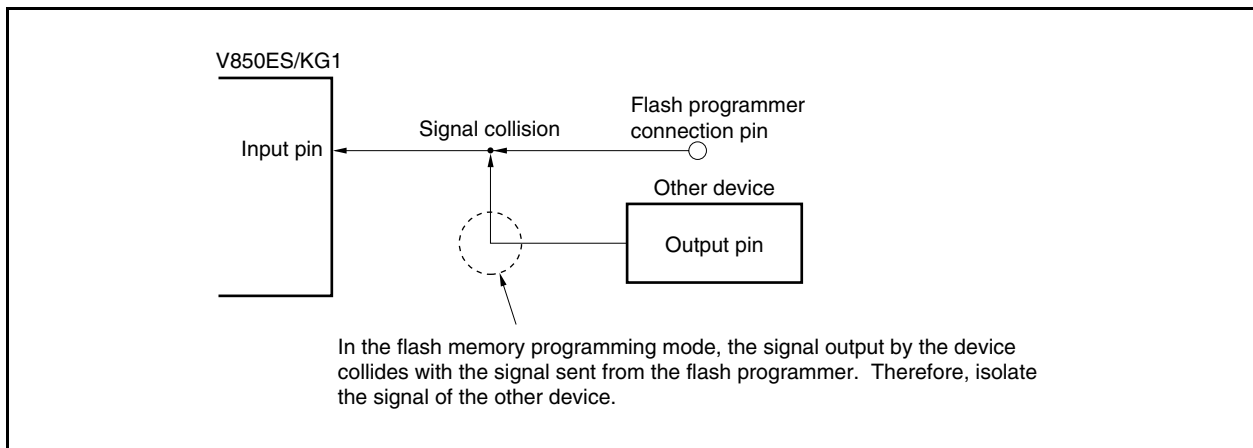 V850ES/KG1
Flash programmer
connection pin
Signal collision
Input pin
Other device
Output pin
In the flash memory programming mode, the signal output by the device
collides with the signal sent from the flash programmer.  Therefore, isolate
the signal of the other device.